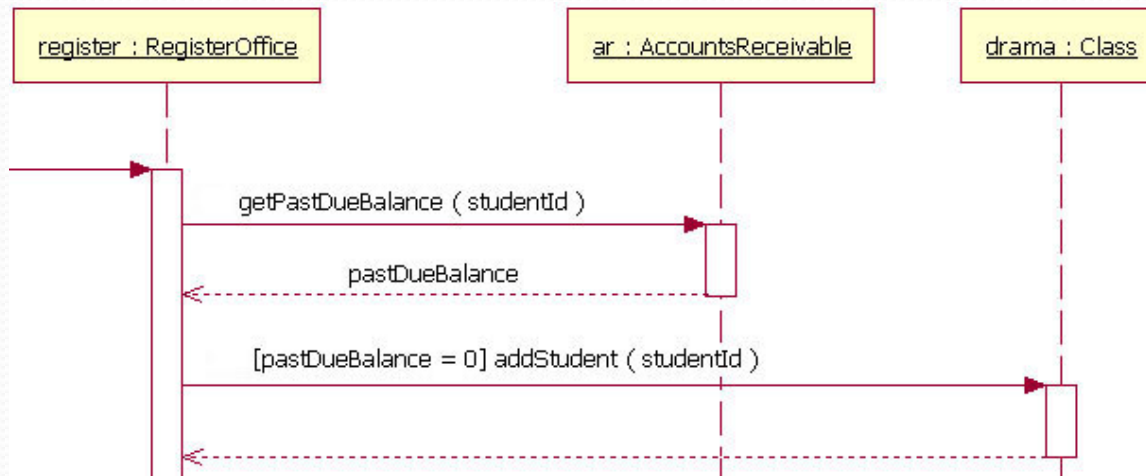 register : RegisterOffice
ar : AccountsReceivable
drama : Class
getPastDueBalance ( studentId )
pastDueBalance
[pastDueBalance = 0] addStudent ( studentId )